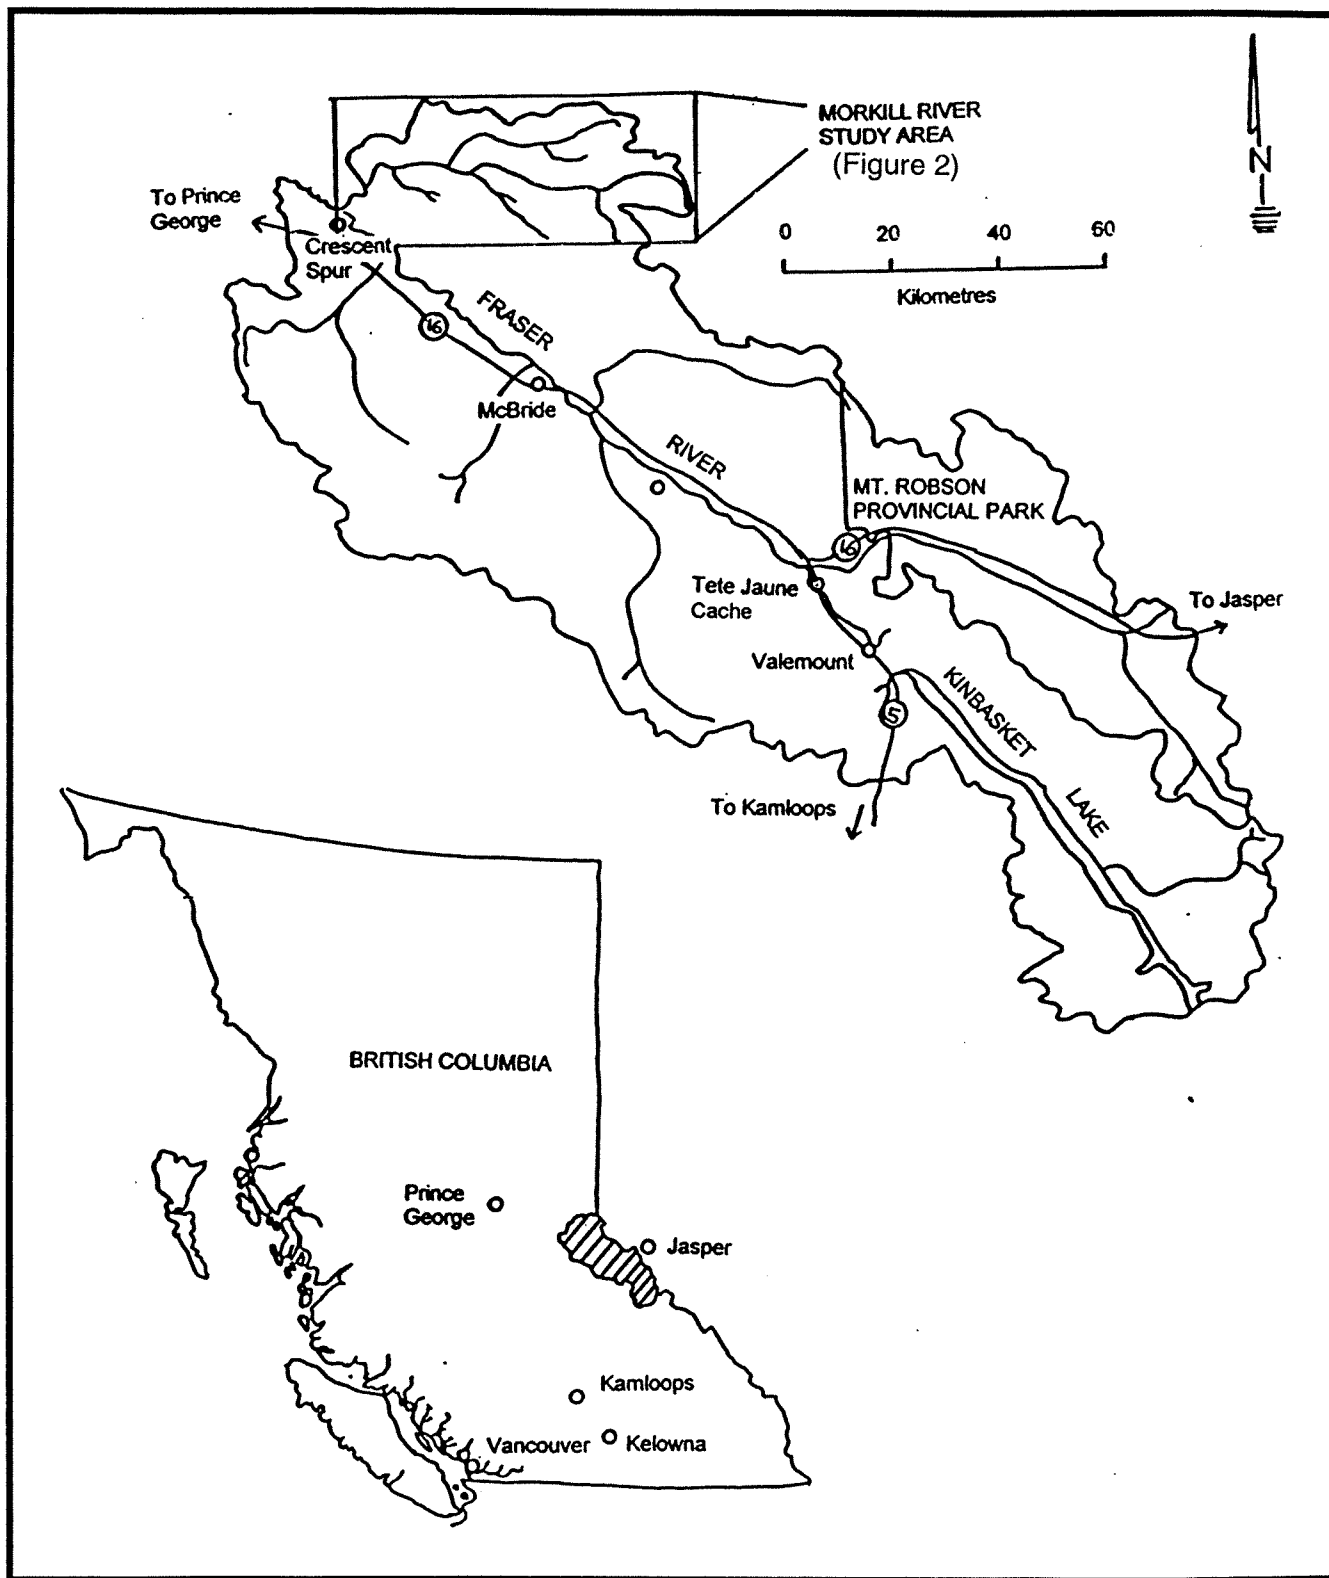 MORKILL RIVER
STUDY AREA
(Figure 2)
N
To Prince
George
Crescent
Spur
0 20 40 60
Kilometres
16
FRASER
RIVER
McBride
MT. ROBSON
PROVINCIAL PARK
16
Tete Jaune
Cache
To Jasper
Valemount
5
KINBASKET
LAKE
To Kamloops
BRITISH COLUMBIA
Prince
George
Jasper
Kamloops
Vancouver
Kelowna